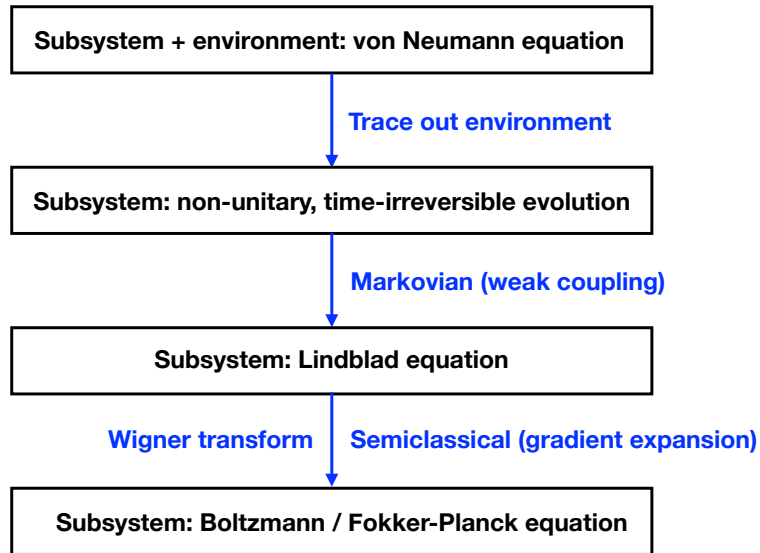 Subsystem + environment: von Neumann equation
Trace out environment
Subsystem: non-unitary, time-irreversible evolution
Markovian (weak coupling)
Subsystem: Lindblad equation
Wigner transform
Semiclassical (gradient expansion)
Subsystem: Boltzmann / Fokker-Planck equation